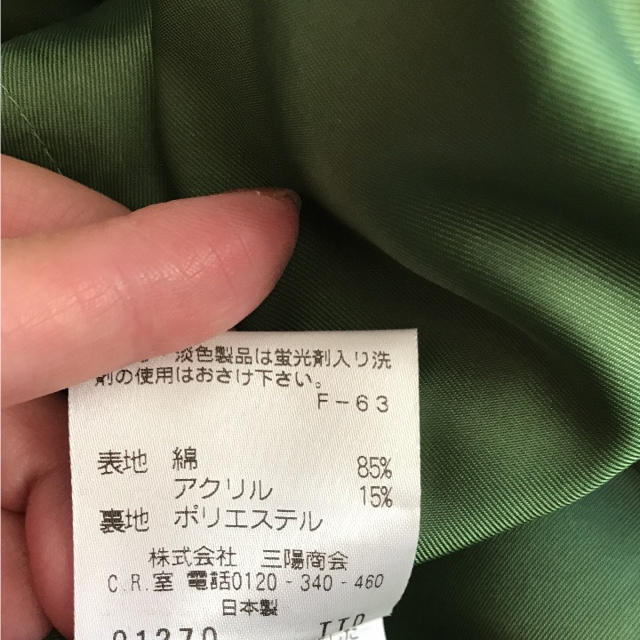 淡色製品は蛍光剤入り洗
剤の使用はおさけ下さい。
F-63
表地 綿 85%
アクリル 15%
裏地 ポリエステル
株式会社 三陽商会
C.R.室 電話0120-340-460
日本製
01270